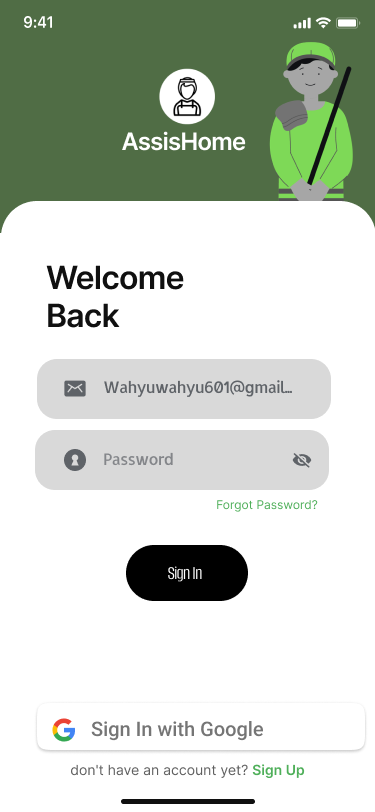 9:41
AssisHome
Welcome
Back
Wahyuwahyu601@gmail...
Password
Forgot Password?
Sign In
Sign In with Google
don't have an account yet? Sign Up